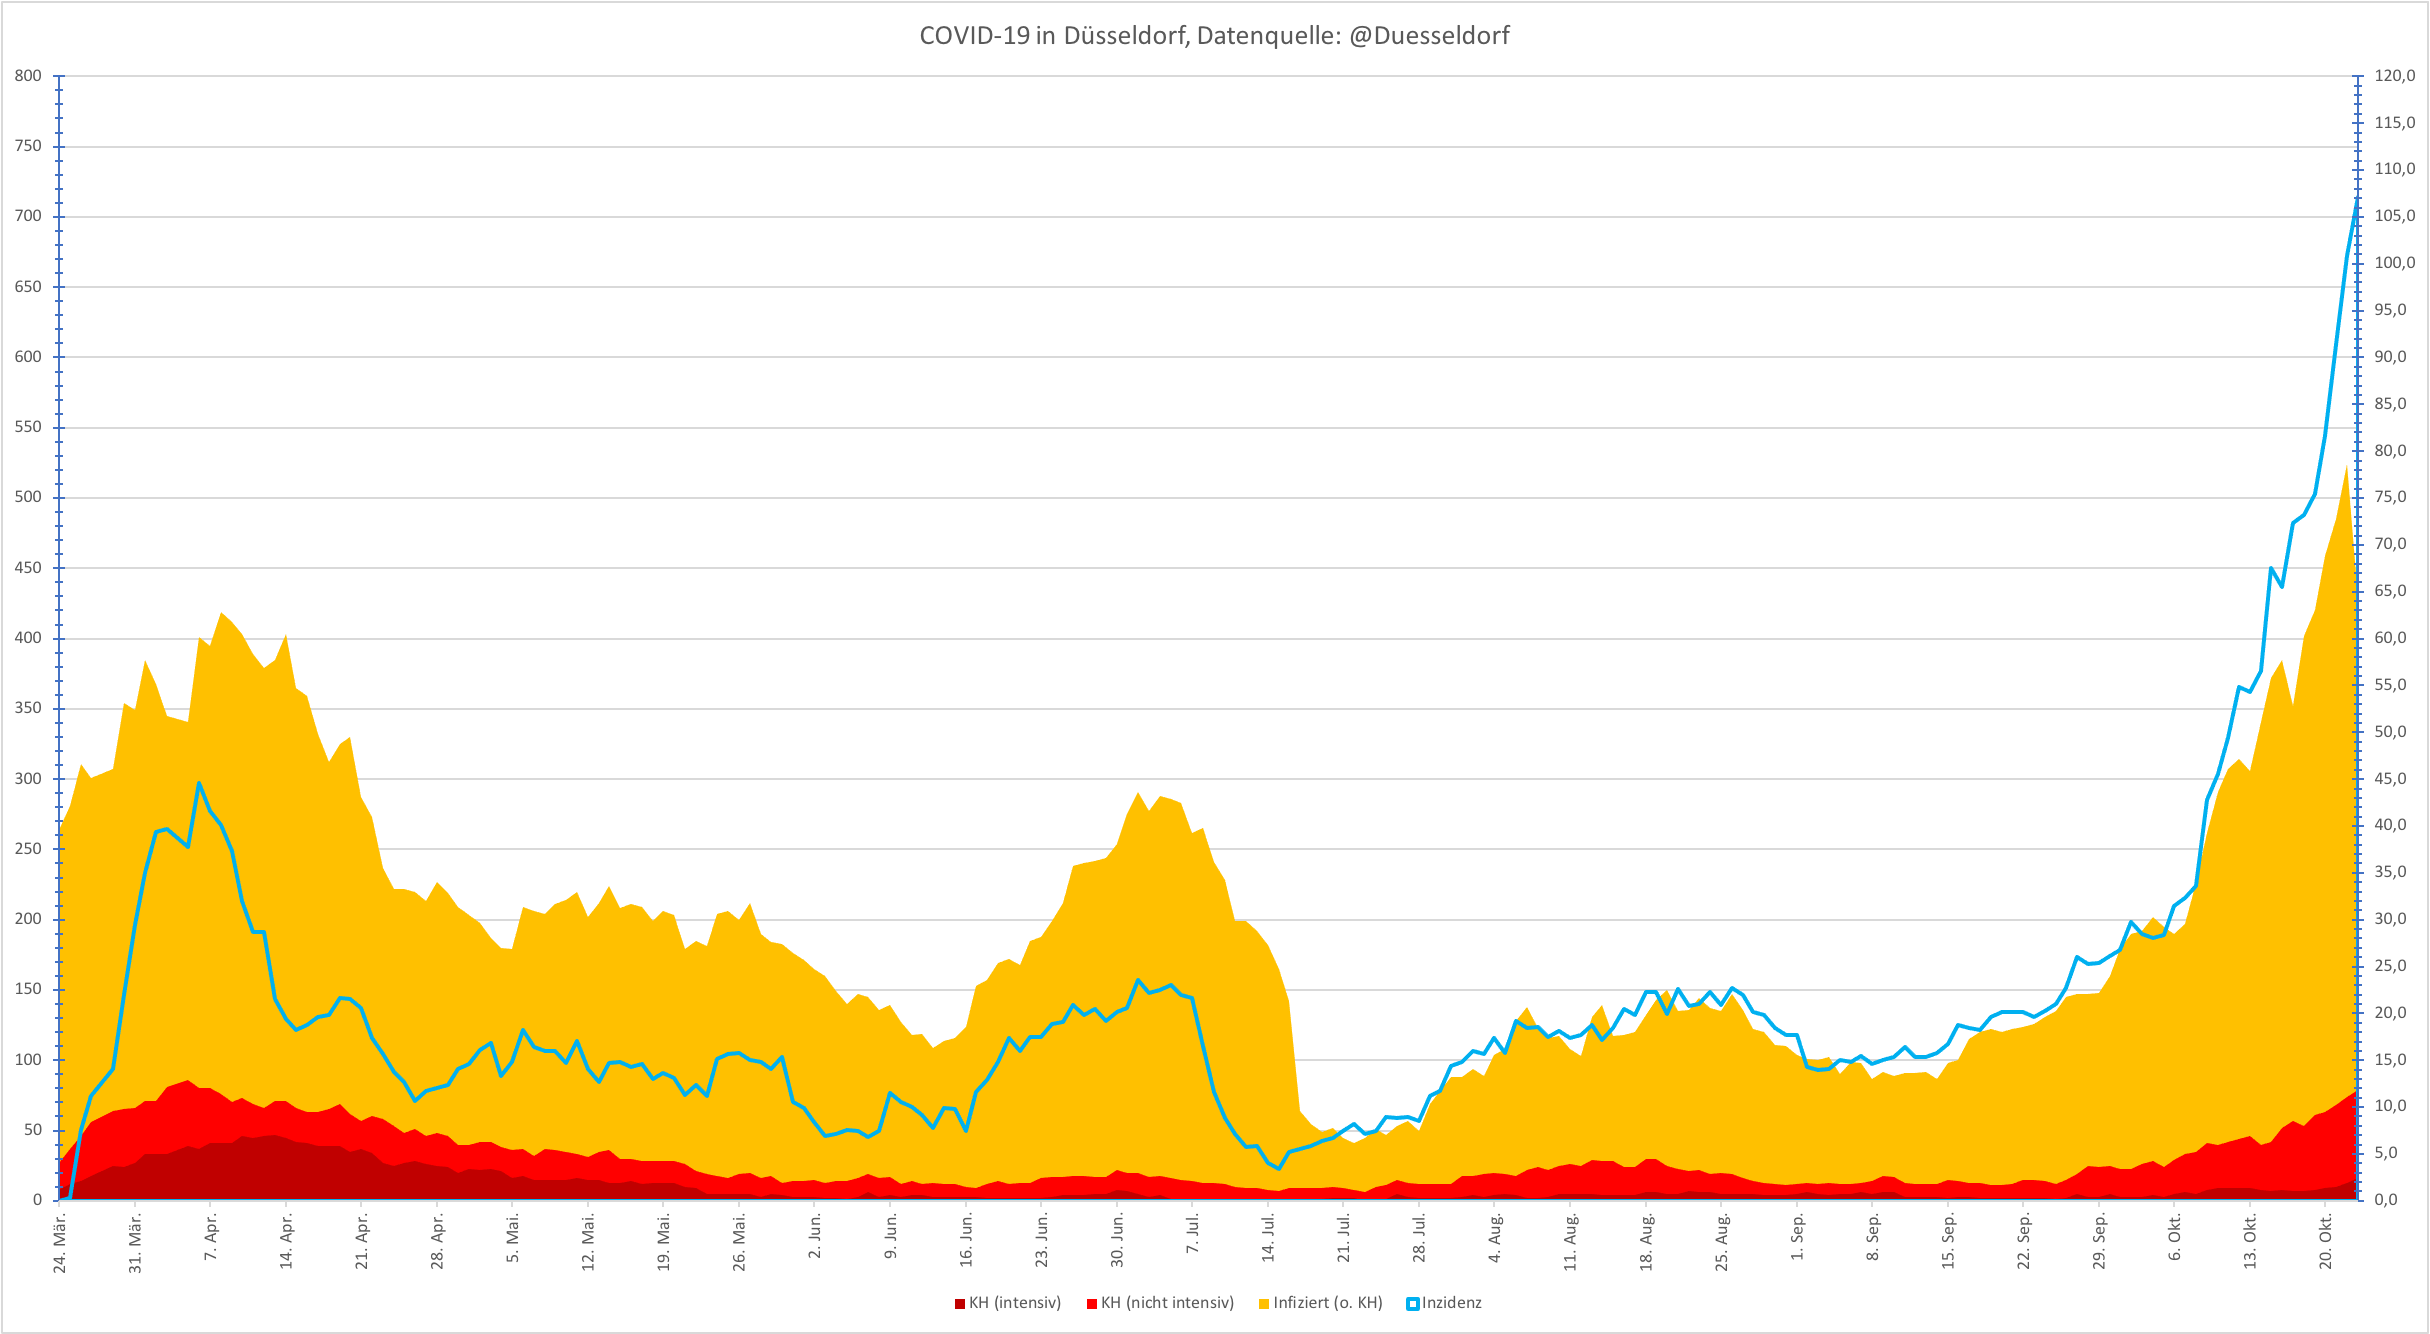 COVID-19 in Düsseldorf, Datenquelle: @Duesseldorf
800
750
700
650
600
550
500
450
400
350
300
250
200
150
100
50
0
120,0
115,0
110,0
105,0
100,0
95,0
90,0
85,0
80,0
75,0
70,0
65,0
60,0
55,0
50,0
45,0
40,0
35,0
30,0
25,0
20,0
15,0
10,0
5,0
0,0
24. Mär.
31. Mär.
7. Apr.
14. Apr.
21. Apr.
28. Apr.
5. Mai.
12. Mai.
19. Mai.
26. Mai.
2. Jun.
9. Jun.
16. Jun.
23. Jun.
30. Jun.
7. Jul.
14. Jul.
21. Jul.
28. Jul.
4. Aug.
11. Aug.
18. Aug.
25. Aug.
1. Sep.
8. Sep.
15. Sep.
22. Sep.
29. Sep.
6. Okt.
13. Okt.
20. Okt.
KH (intensiv) KH (nicht intensiv) Infiziert (o. KH) Inzidenz